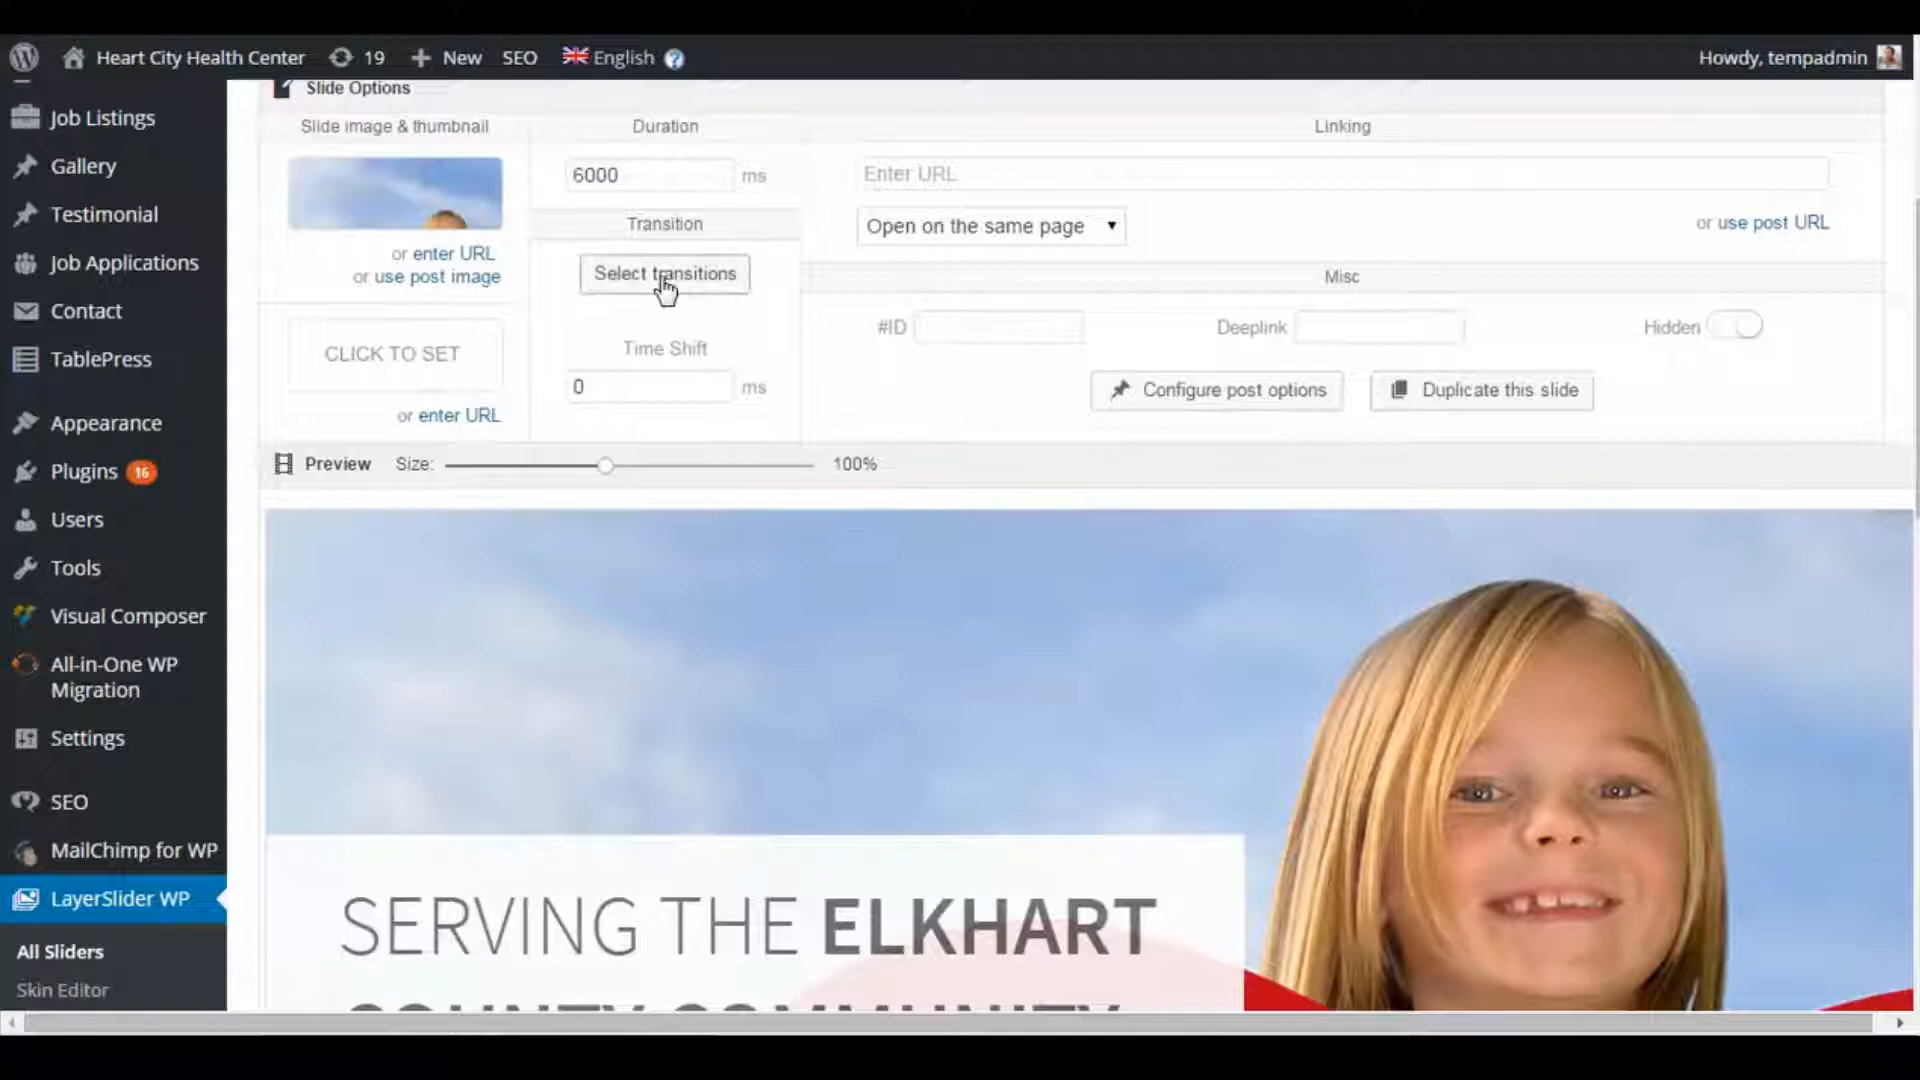 Heart City Health Center 19 New SEO English ? Howdy, tempadmin
Job Listings
Gallery
Testimonial
Job Applications
Contact
TablePress
Appearance
Plugins 16
Users
Tools
Visual Composer
All-in-One WP
Migration
Settings
SEO
MailChimp for WP
LayerSlider WP
All Sliders
Skin Editor
Slide Options
Slide image & thumbnail
or enter URL
or use post image
CLICK TO SET
or enter URL
Duration
6000 ms
Transition
Select transitions
Time Shift
0 ms
Linking
Enter URL
Open on the same page
or use post URL
Misc
#ID
Deeplink
Hidden
Configure post options
Duplicate this slide
Preview Size: 100%
SERVING THE ELKHART
COUNTY COMMUNITY